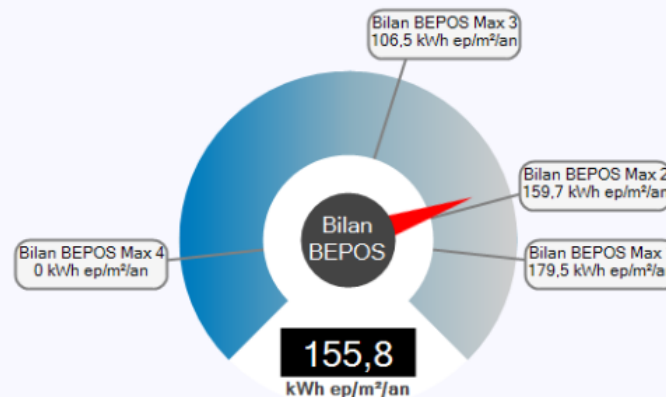 Bilan BEPOS Max 3
106,5 kWh ep/m²/an
Bilan BEPOS Max 2
159,7 kWh ep/m²/an
Bilan
BEPOS
Bilan BEPOS Max 4
0 kWh ep/m²/an
Bilan BEPOS Max
179,5 kWh ep/m²/a
155,8
kWh ep/m²/an